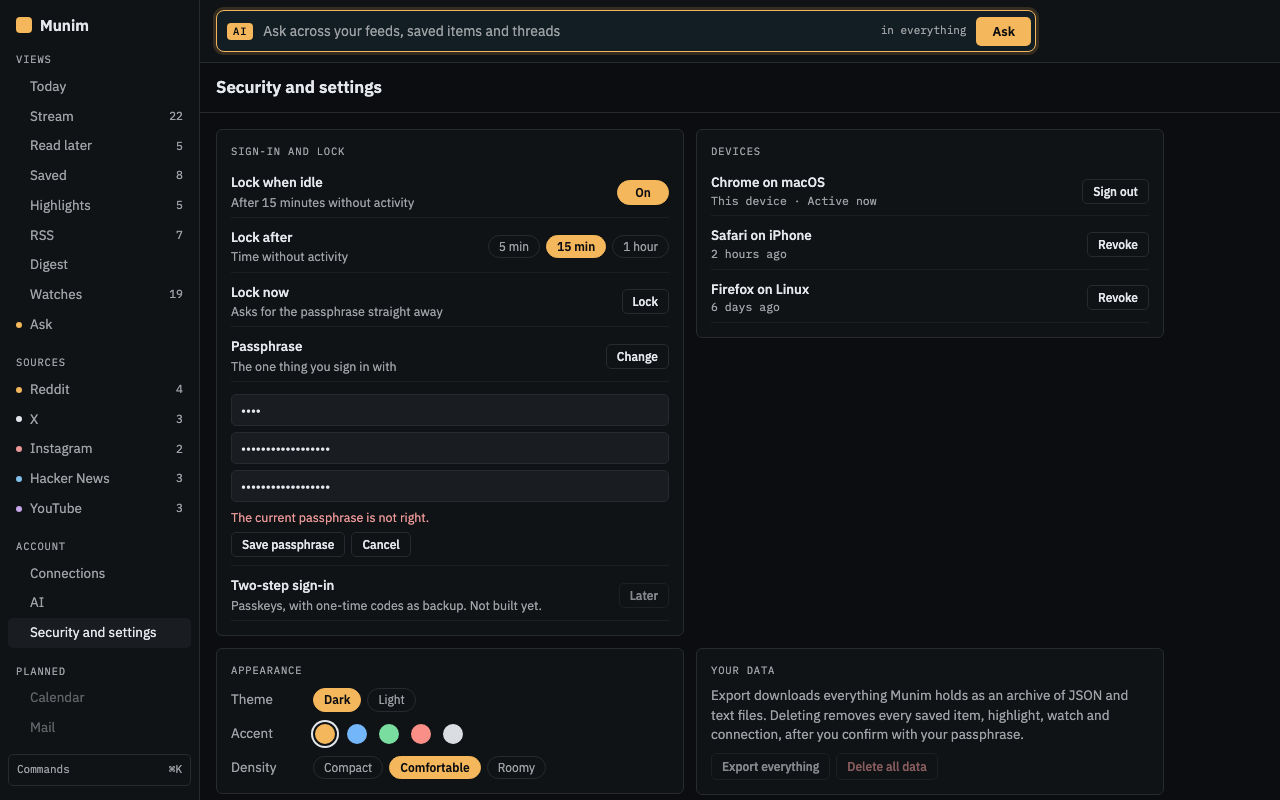 Munim
VIEWS
Today
Stream 22
Read later 5
Saved 8
Highlights 5
RSS 7
Digest
Watches 19
Ask
SOURCES
Reddit 4
X 3
Instagram 2
Hacker News 3
YouTube 3
ACCOUNT
Connections
AI
Security and settings
PLANNED
Calendar
Mail
Commands ⌘K
AI Ask across your feeds, saved items and threads in everything Ask
Security and settings
SIGN-IN AND LOCK
Lock when idle
After 15 minutes without activity
On
Lock after
Time without activity
5 min 15 min 1 hour
Lock now
Asks for the passphrase straight away
Lock
Passphrase
The one thing you sign in with
Change
••••
••••••••••••••••••
••••••••••••••••••
The current passphrase is not right.
Save passphrase Cancel
Two-step sign-in
Passkeys, with one-time codes as backup. Not built yet.
Later
DEVICES
Chrome on macOS
This device · Active now
Sign out
Safari on iPhone
2 hours ago
Revoke
Firefox on Linux
6 days ago
Revoke
APPEARANCE
Theme Dark Light
Accent
Density Compact Comfortable Roomy
YOUR DATA
Export downloads everything Munim holds as an archive of JSON and
text files. Deleting removes every saved item, highlight, watch and
connection, after you confirm with your passphrase.
Export everything Delete all data